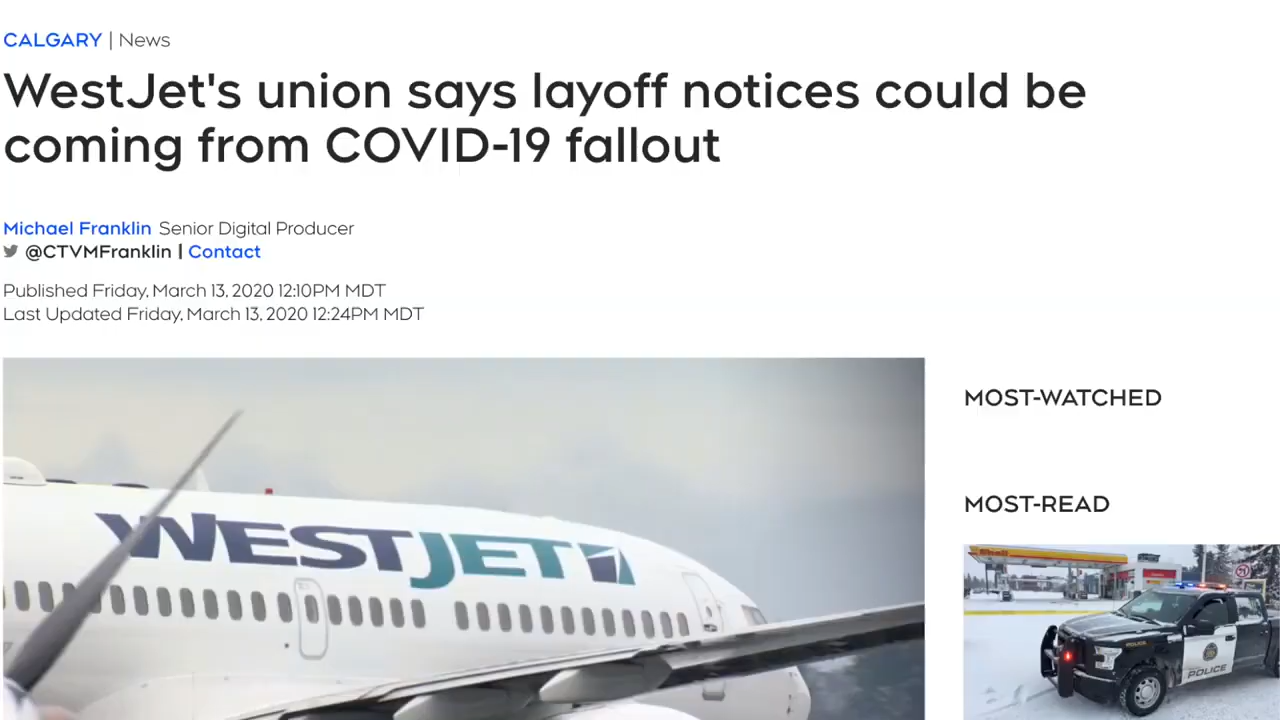 CALGARY | News
WestJet's union says layoff notices could be
coming from COVID-19 fallout
Michael Franklin Senior Digital Producer
@CTVMFranklin | Contact
Published Friday, March 13, 2020 12:10PM MDT
Last Updated Friday, March 13, 2020 12:24PM MDT
MOST-WATCHED
MOST-READ
WESTJET
Shell
POLICE